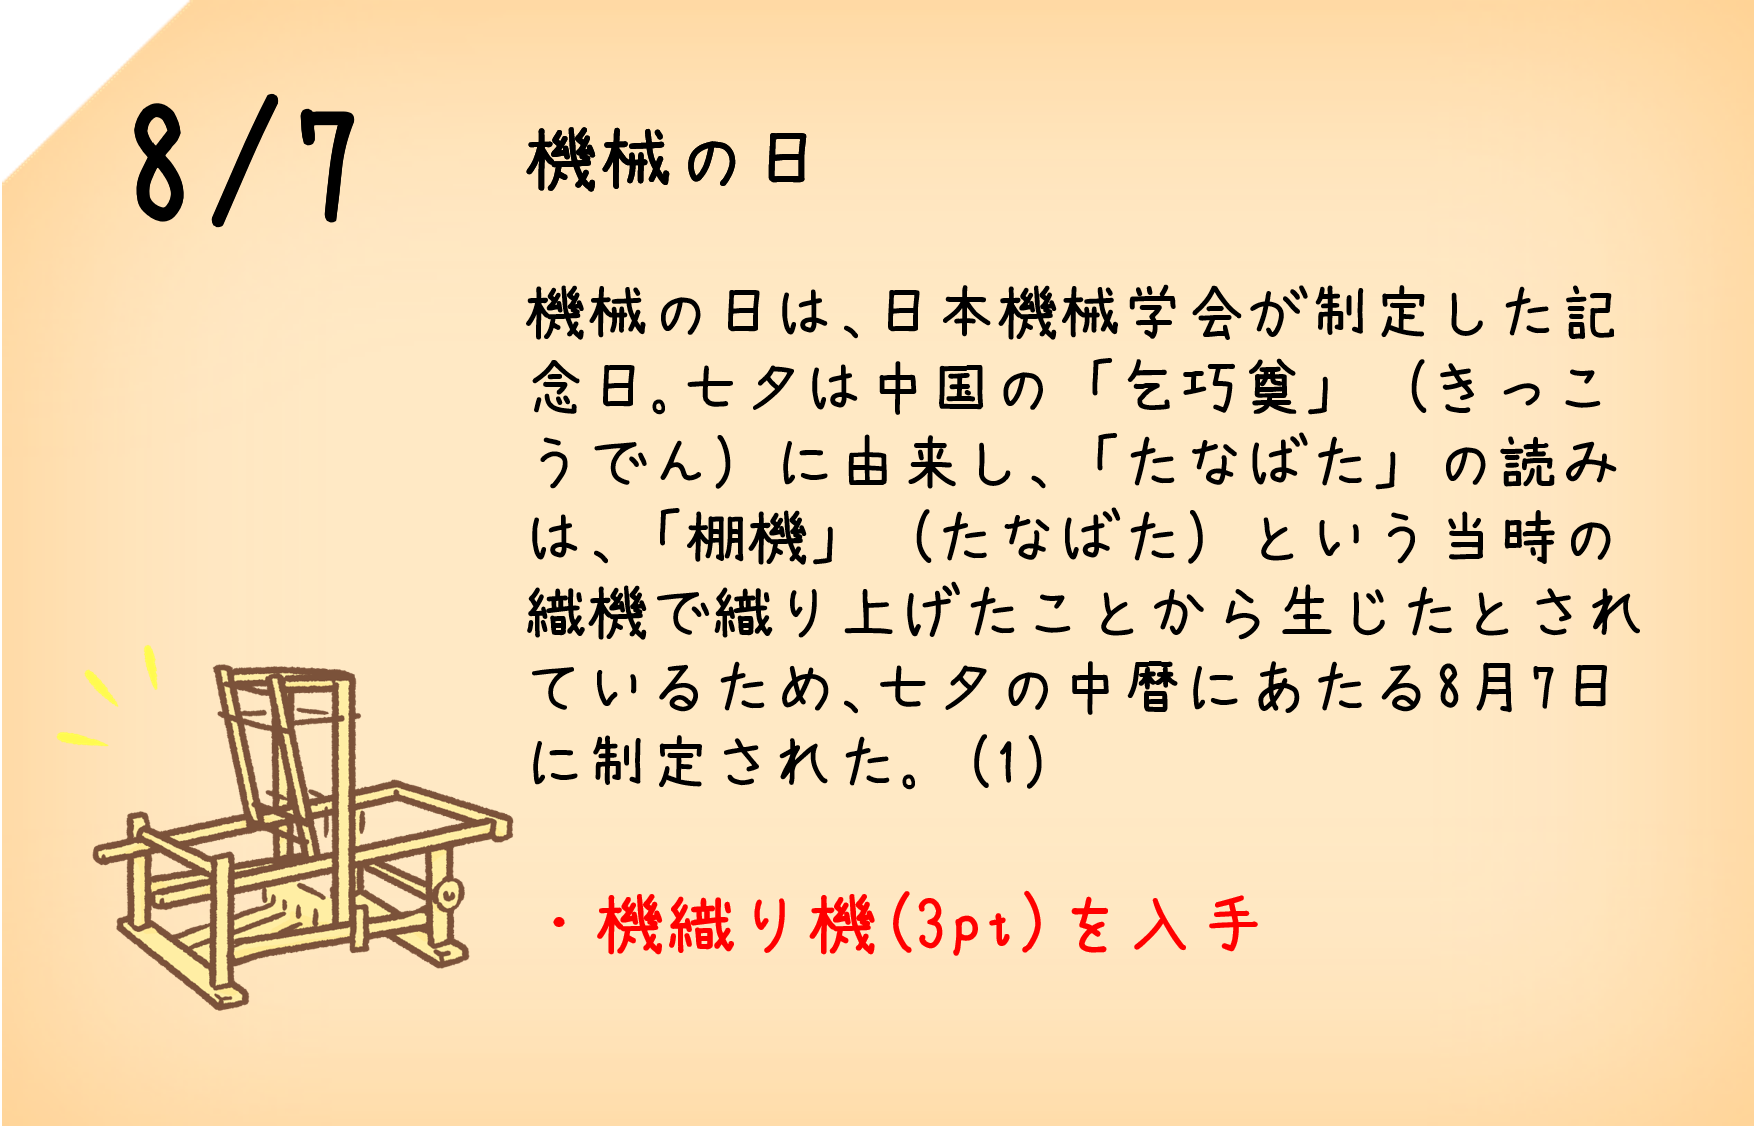 8/7
機械の日
機械の日は、日本機械学会が制定した記
念日。七夕は中国の「乞巧奠」（きっこ
うでん）に由来し、「たなばた」の読み
は、「棚機」（たなばた）という当時の
織機で織り上げたことから生じたとされ
ているため、七夕の中暦にあたる8月7日
に制定された。(1)
・機織り機(3pt)を入手